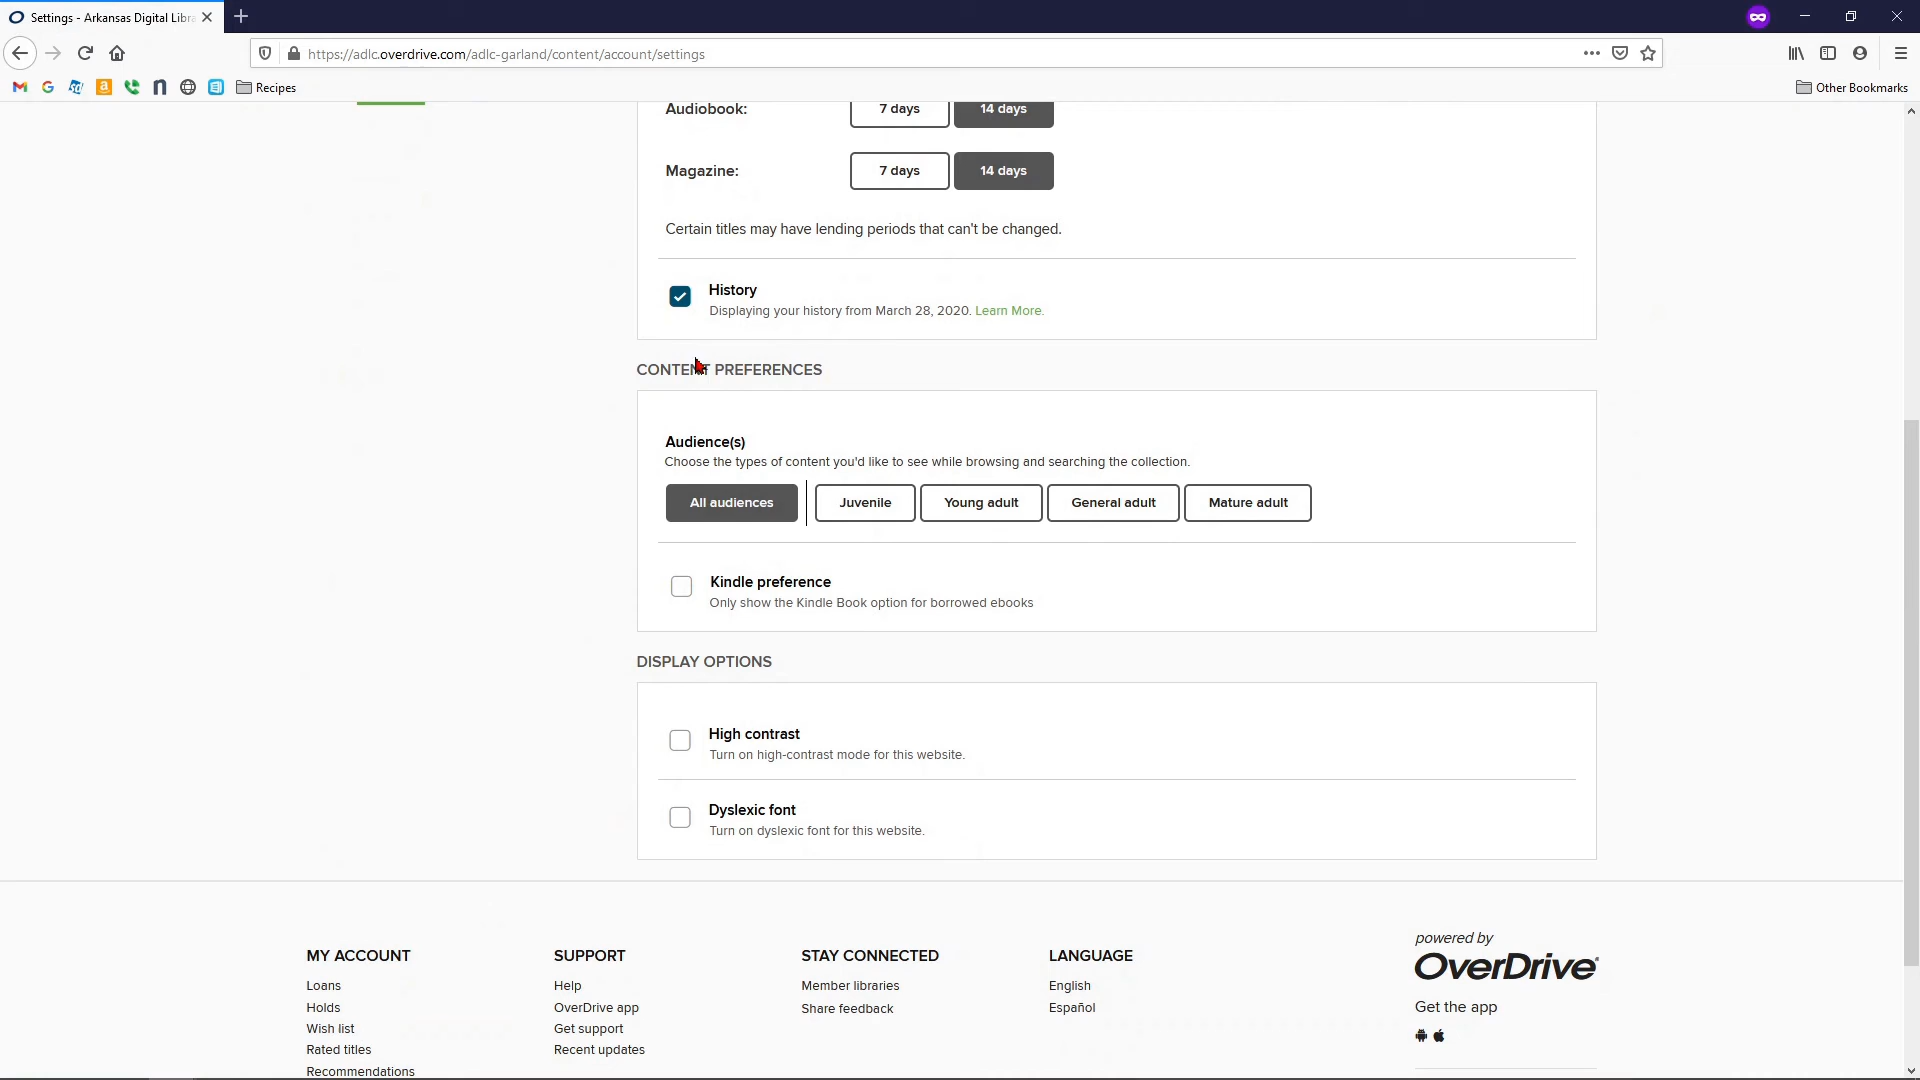 Settings - Arkansas Digital Libra
https://adlc.overdrive.com/adlc-garland/content/account/settings
Recipes
Other Bookmarks
Audiobook:
7 days
14 days
Magazine:
7 days
14 days
Certain titles may have lending periods that can't be changed.
History
Displaying your history from March 28, 2020. Learn More.
CONTENT PREFERENCES
Audience(s)
Choose the types of content you'd like to see while browsing and searching the collection.
All audiences
Juvenile
Young adult
General adult
Mature adult
Kindle preference
Only show the Kindle Book option for borrowed ebooks
DISPLAY OPTIONS
High contrast
Turn on high-contrast mode for this website.
Dyslexic font
Turn on dyslexic font for this website.
MY ACCOUNT
Loans
Holds
Wish list
Rated titles
Recommendations
SUPPORT
Help
OverDrive app
Get support
Recent updates
STAY CONNECTED
Member libraries
Share feedback
LANGUAGE
English
Español
powered by
OverDrive
Get the app